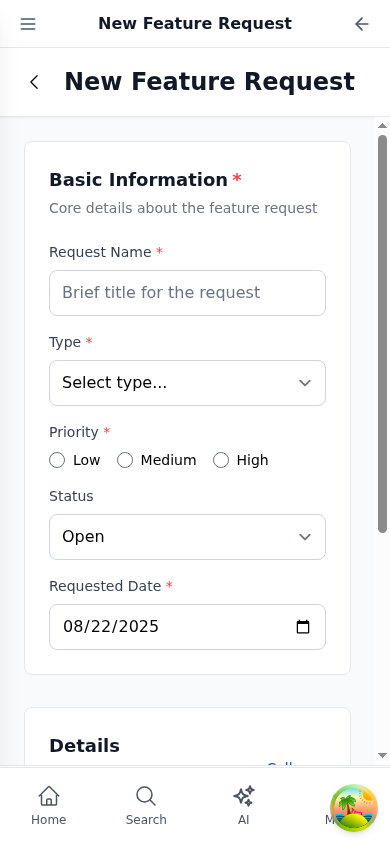 New Feature Request
New Feature Request
Basic Information *
Core details about the feature request
Request Name *
Brief title for the request
Type *
Select type...
Priority *
Low Medium High
Status
Open
Requested Date *
08/22/2025
Details
Home Search AI